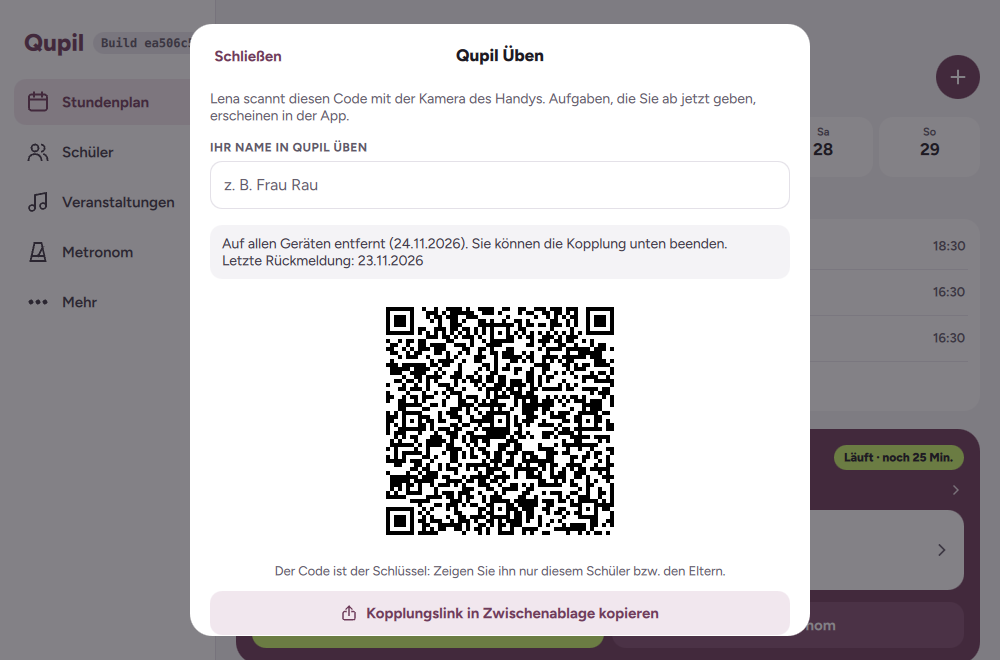 Qupil
Build ea506c
Stundenplan
Schüler
Veranstaltungen
Metronom
Mehr
Schließen
Qupil Üben
Lena scannt diesen Code mit der Kamera des Handys. Aufgaben, die Sie ab jetzt geben,
erscheinen in der App.
IHR NAME IN QUPIL ÜBEN
z. B. Frau Rau
Auf allen Geräten entfernt (24.11.2026). Sie können die Kopplung unten beenden.
Letzte Rückmeldung: 23.11.2026
Der Code ist der Schlüssel: Zeigen Sie ihn nur diesem Schüler bzw. den Eltern.
Kopplungslink in Zwischenablage kopieren
Sa
28
So
29
18:30
16:30
16:30
Läuft · noch 25 Min.
nom